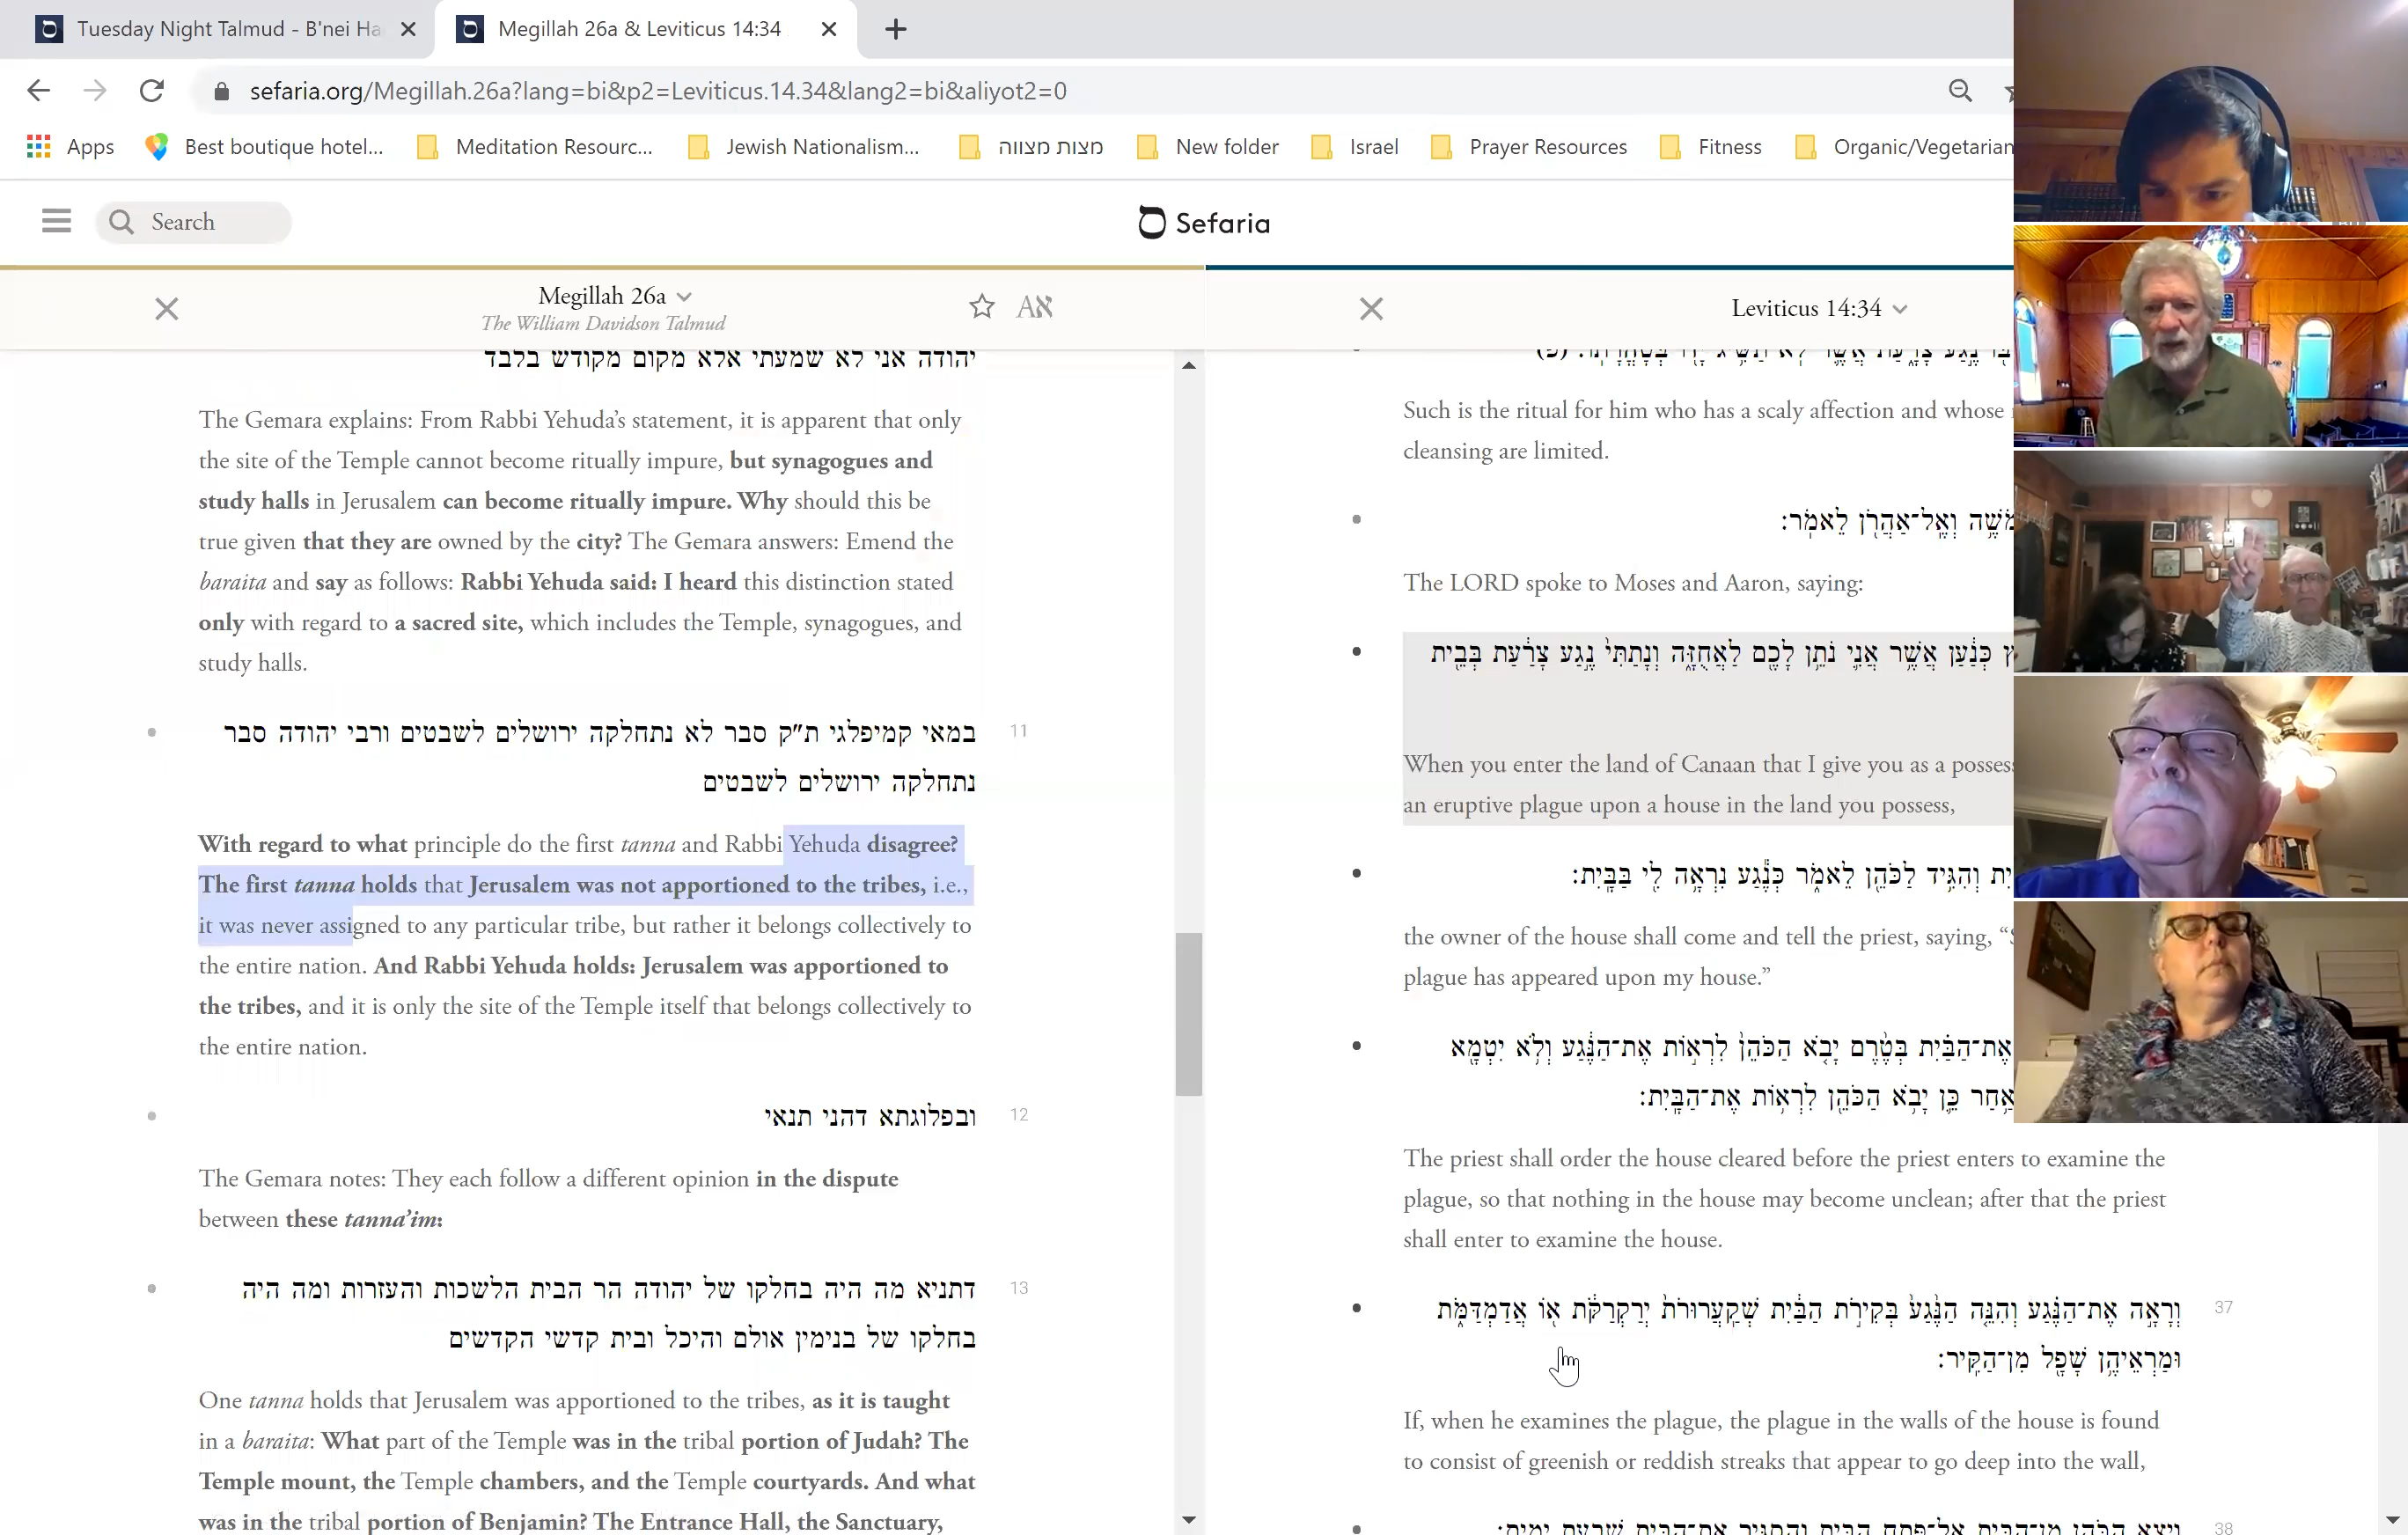 Tuesday Night Talmud - B'nei Ha
Megillah 26a & Leviticus 14:34
sefaria.org/Megillah.26a?lang=bi&p2=Leviticus.14.34&lang2=bi&aliyot2=0
Apps
Best boutique hotel...
Meditation Resourc...
Jewish Nationalism...
מצות מצווה
New folder
Israel
Prayer Resources
Fitness
Organic/Vegetarian
Search
Sefaria
Megillah 26a
The William Davidson Talmud
Leviticus 14:34
יהודה אני לא שמעתי אלא מקום מקודש בלבד
The Gemara explains: From Rabbi Yehuda's statement, it is apparent that only
the site of the Temple cannot become ritually impure, but synagogues and
study halls in Jerusalem can become ritually impure. Why should this be
true given that they are owned by the city? The Gemara answers: Emend the
baraita and say as follows: Rabbi Yehuda said: I heard this distinction stated
only with regard to a sacred site, which includes the Temple, synagogues, and
study halls.
11
במאי קמיפלגי ת"ק סבר לא נתחלקה ירושלים לשבטים ורבי יהודה סבר
נתחלקה ירושלים לשבטים
With regard to what principle do the first tanna and Rabbi Yehuda disagree?
The first tanna holds that Jerusalem was not apportioned to the tribes, i.e.,
it was never assigned to any particular tribe, but rather it belongs collectively to
the entire nation. And Rabbi Yehuda holds: Jerusalem was apportioned to
the tribes, and it is only the site of the Temple itself that belongs collectively to
the entire nation.
12
ובפלוגתא דהני תנאי
The Gemara notes: They each follow a different opinion in the dispute
between these tanna'im:
13
דתניא מה היה בחלקו של יהודה הר הבית הלשכות והעזרות ומה היה
בחלקו של בנימין אולם והיכל ובית קדשי הקדשים
One tanna holds that Jerusalem was apportioned to the tribes, as it is taught
in a baraita: What part of the Temple was in the tribal portion of Judah? The
Temple mount, the Temple chambers, and the Temple courtyards. And what
was in the tribal portion of Benjamin? The Entrance Hall, the Sanctuary,
Such is the ritual for him who has a scaly affection and whose
cleansing are limited.
מֹשֶׁ֥ה וְאֶֽל־אַהֲרֹ֖ן לֵאמֹֽר׃
The LORD spoke to Moses and Aaron, saying:
כְּנַ֔עַן אֲשֶׁ֥ר אֲנִ֛י נֹתֵ֥ן לָכֶ֖ם לַאֲחֻזָּ֑ה וְנָתַתִּי֙ נֶ֣גַע צָרַ֔עַת בְּבֵ֖ית
When you enter the land of Canaan that I give you as a
an eruptive plague upon a house in the land you possess,
וְהִגִּ֥יד לַכֹּהֵ֖ן לֵאמֹ֑ר כְּנֶ֕גַע נִרְאָ֥ה לִ֖י בַּבָּֽיִת׃
the owner of the house shall come and tell the priest, saying,
plague has appeared upon my house."
אֶת־הַבַּ֗יִת בְּטֶ֨רֶם יָבֹ֤א הַכֹּהֵן֙ לִרְא֣וֹת אֶת־הַנֶּ֔גַע וְלֹ֥א יִטְמָ֖א
כֵּ֛ן יָבֹ֥א הַכֹּהֵ֖ן לִרְא֥וֹת אֶת־הַבָּֽיִת׃
The priest shall order the house cleared before the priest enters to examine the
plague, so that nothing in the house may become unclean; after that the priest
shall enter to examine the house.
37
וְרָאָ֣ה אֶת־הַנֶּ֗גַע וְהִנֵּ֤ה הַנֶּ֙גַע֙ בְּקִירֹ֣ת הַבַּ֔יִת שְׁקַֽעֲרוּרֹת֙ יְרַקְרַקֹּ֔ת א֖וֹ אֲדַמְדַּמֹּ֑ת
וּמַרְאֵיהֶ֥ן שָׁפָ֖ל מִן־הַקִּֽיר׃
If, when he examines the plague, the plague in the walls of the house is found
to consist of greenish or reddish streaks that appear to go deep into the wall,
38